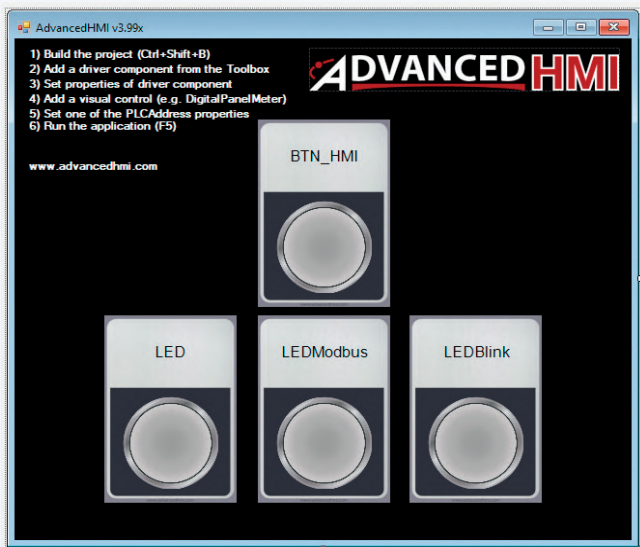 AdvancedHMI v3.99x
1) Build the project (Ctrl+Shift+B)
2) Add a driver component from the Toolbox
3) Set properties of driver component
4) Add a visual control (e.g. DigitalPanelMeter)
5) Set one of the PLCAddress properties
6) Run the application (F5)
ADVANCED HMI
www.advancedhmi.com
BTN_HMI
LED
LEDModbus
LEDBlink